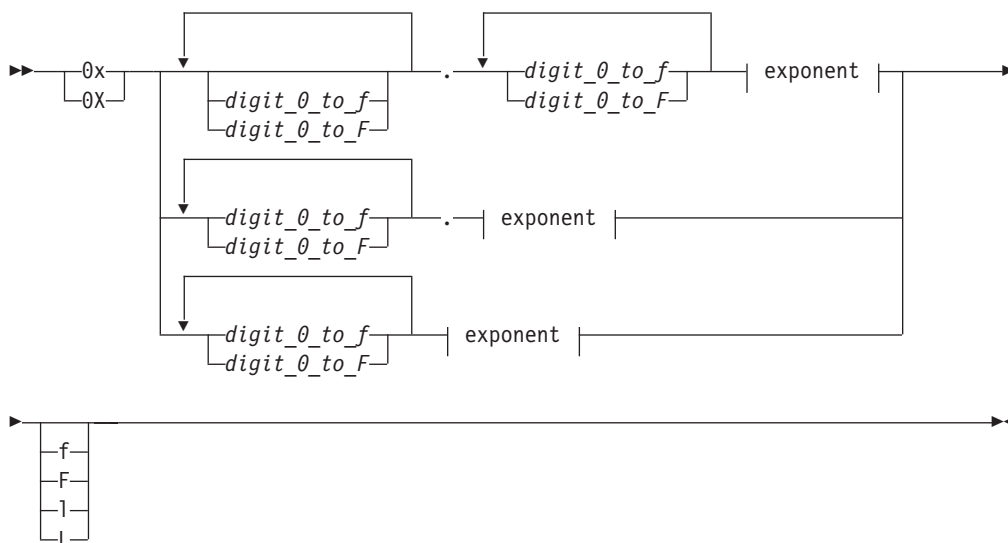 0x digit_0_to_f . digit_0_to_f exponent
0X digit_0_to_F digit_0_to_F
digit_0_to_f . exponent
digit_0_to_F
digit_0_to_f exponent
digit_0_to_F
f
F
l
L